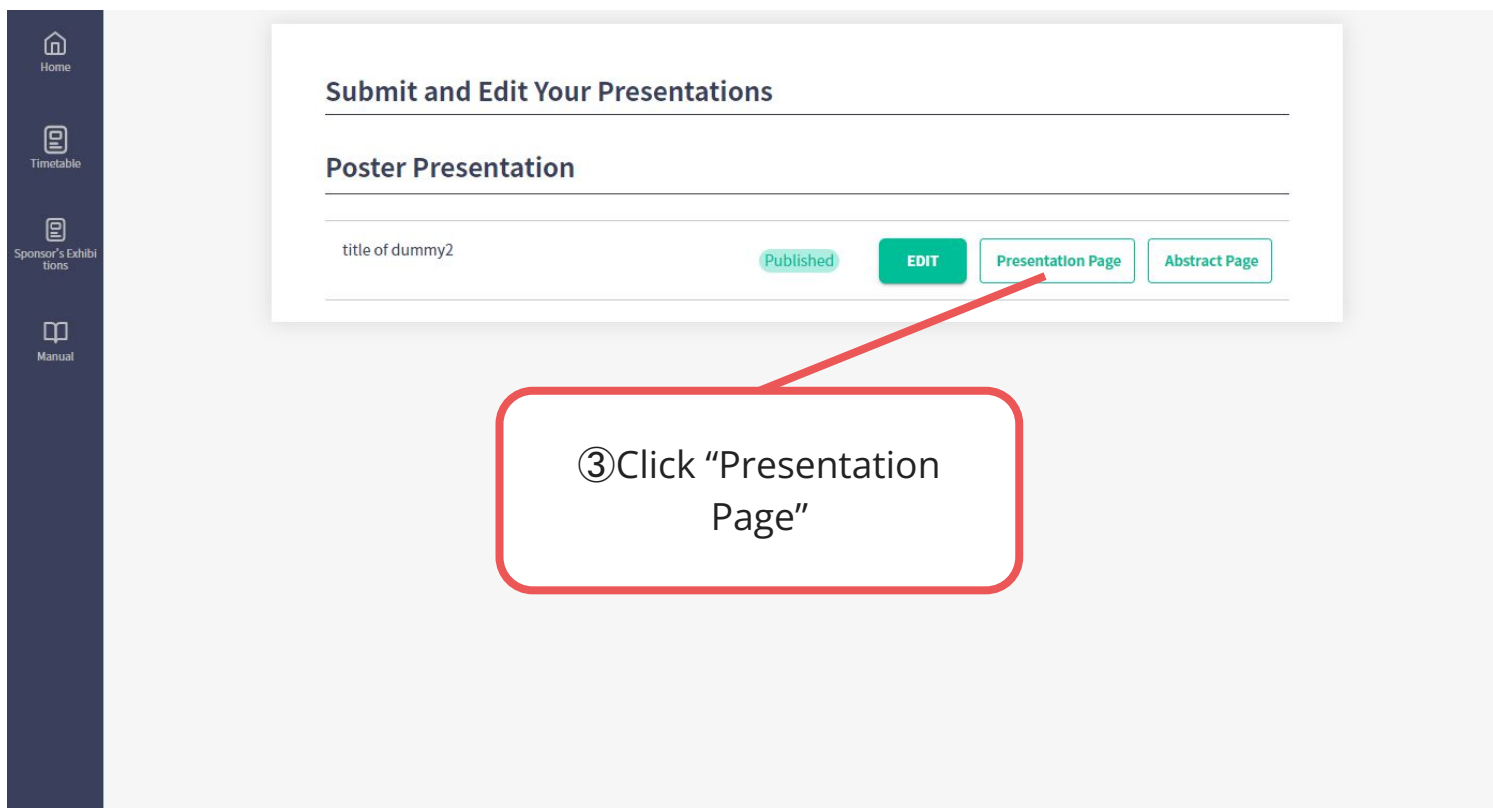 Home
Timetable
Sponsor's Exhibi
tions
Manual
Submit and Edit Your Presentations
Poster Presentation
title of dummy2
Published
EDIT
Presentation Page
Abstract Page
③Click “Presentation
Page”